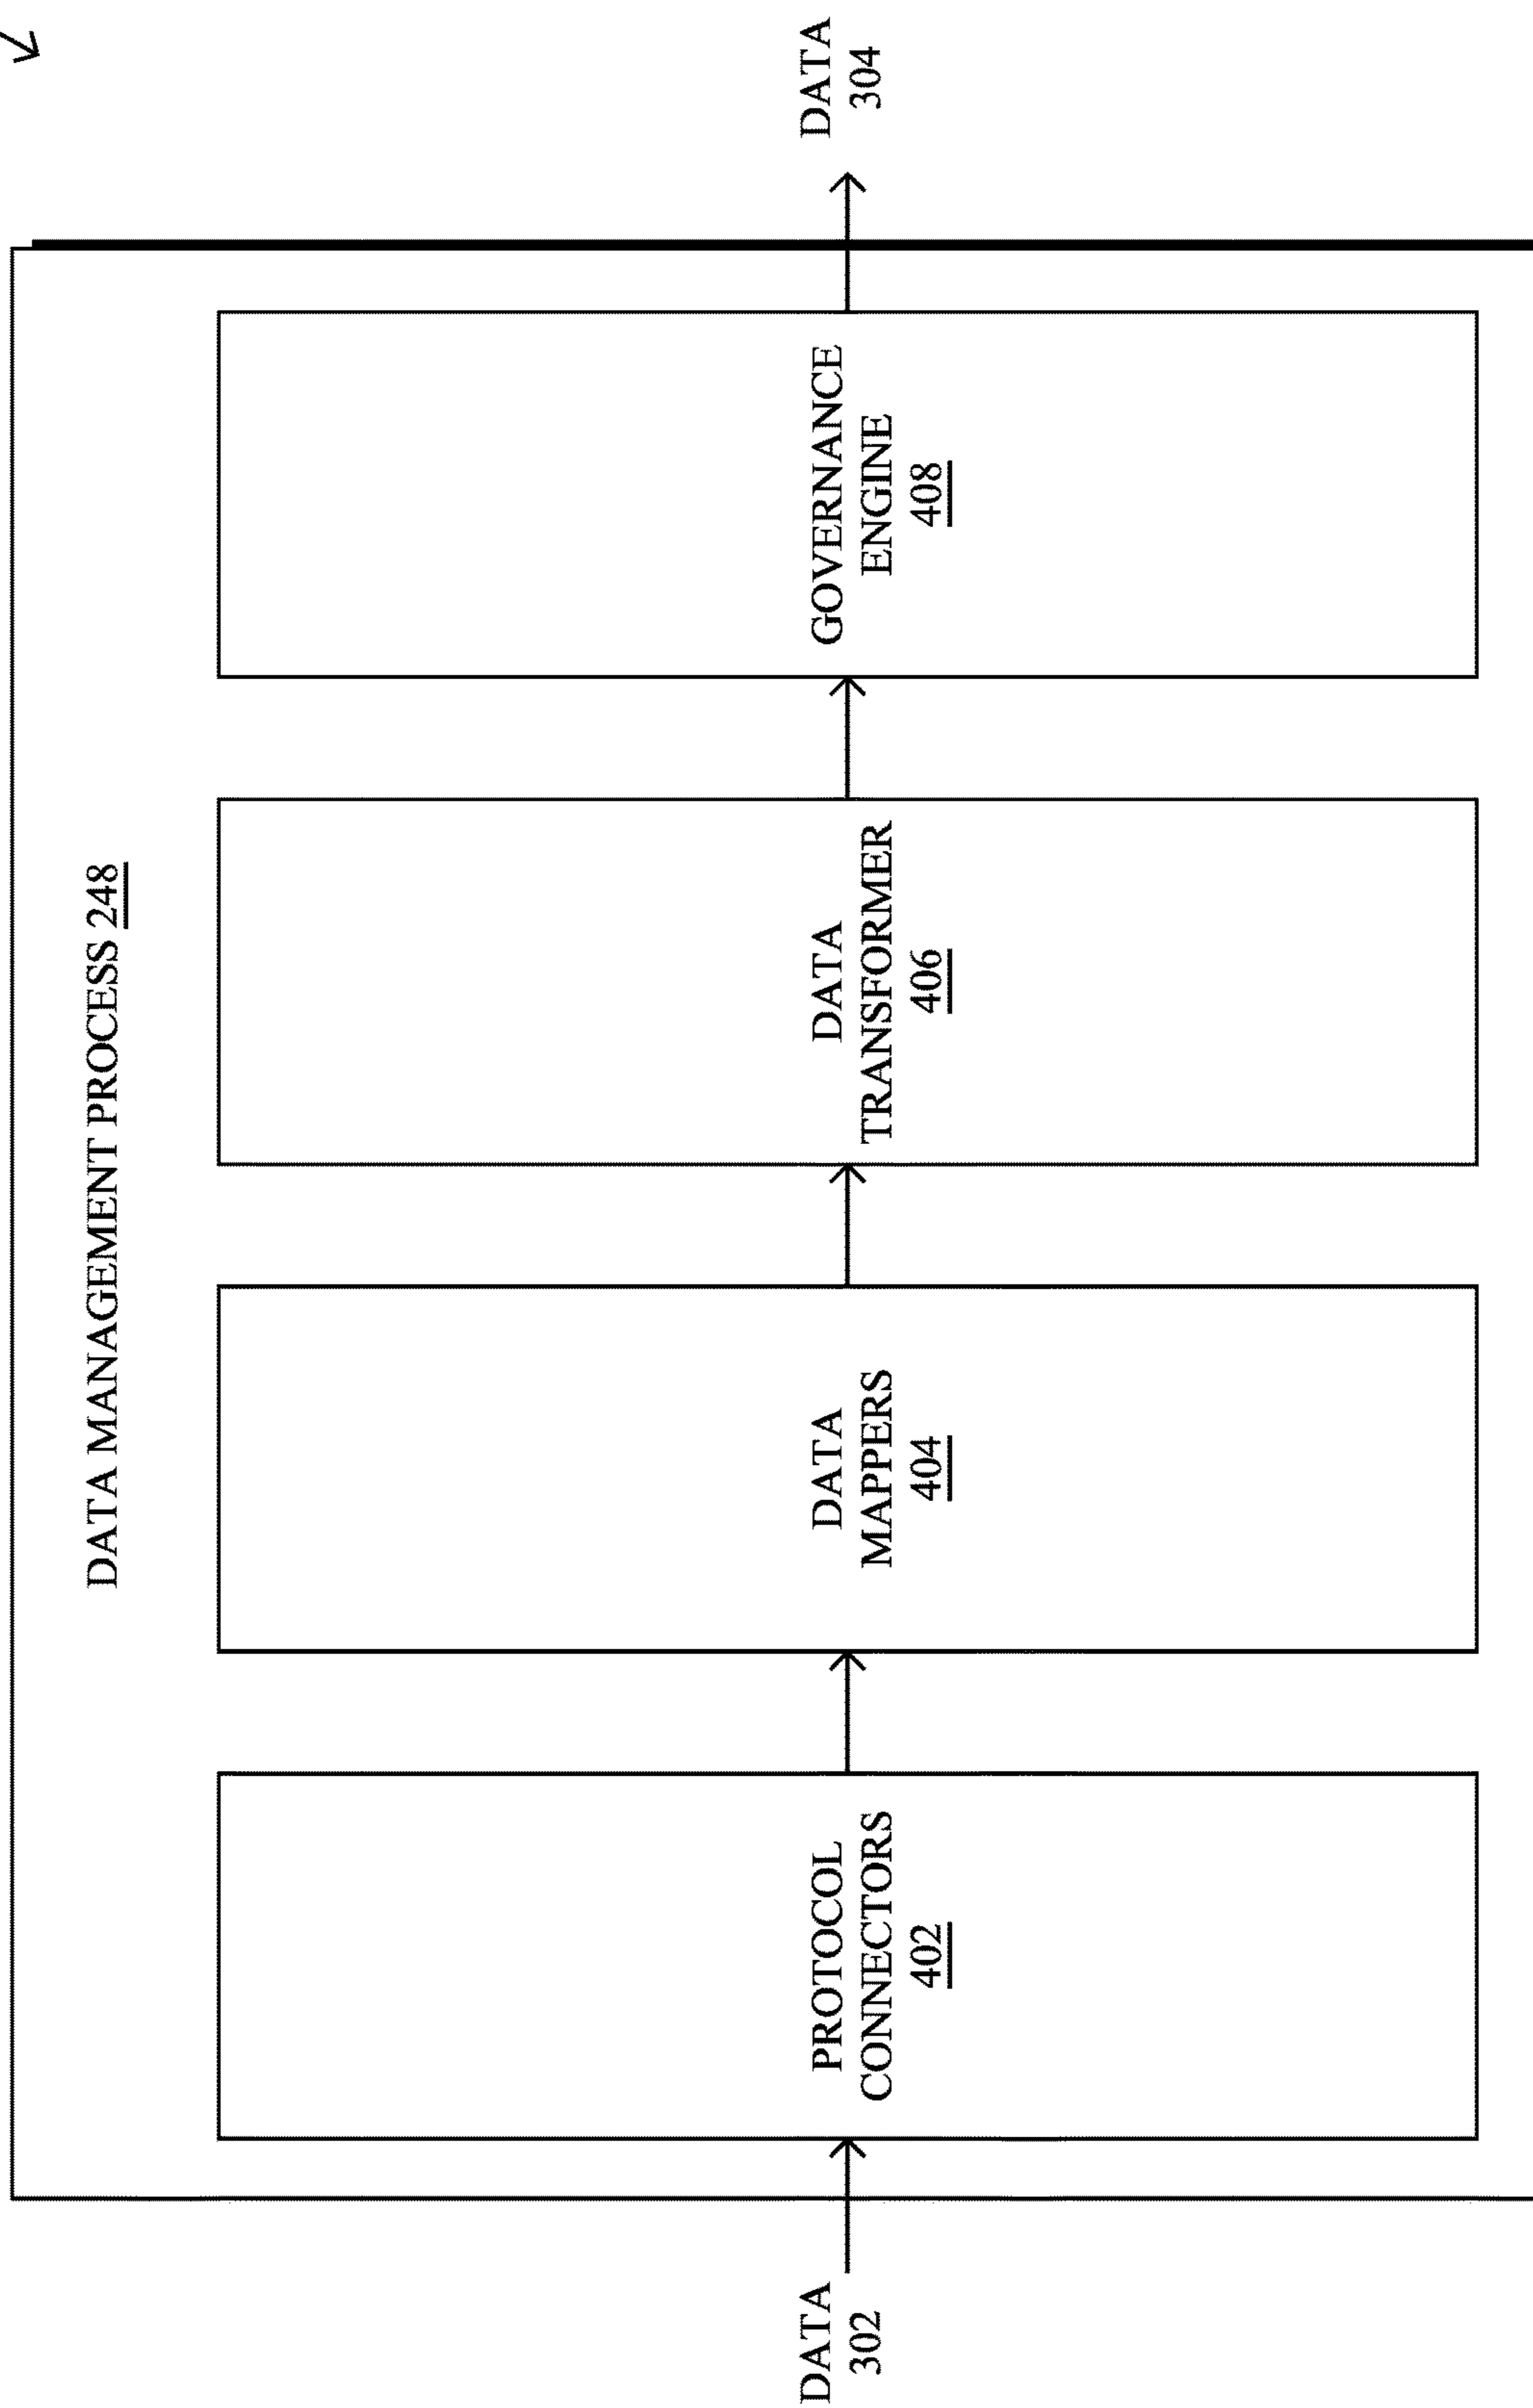 DATA MANAGEMENT PROCESS 248
DATA
302
PROTOCOL
CONNECTORS
402
DATA
MAPPERS
404
DATA
TRANSFORMER
406
GOVERNANCE
ENGINE
408
DATA
304